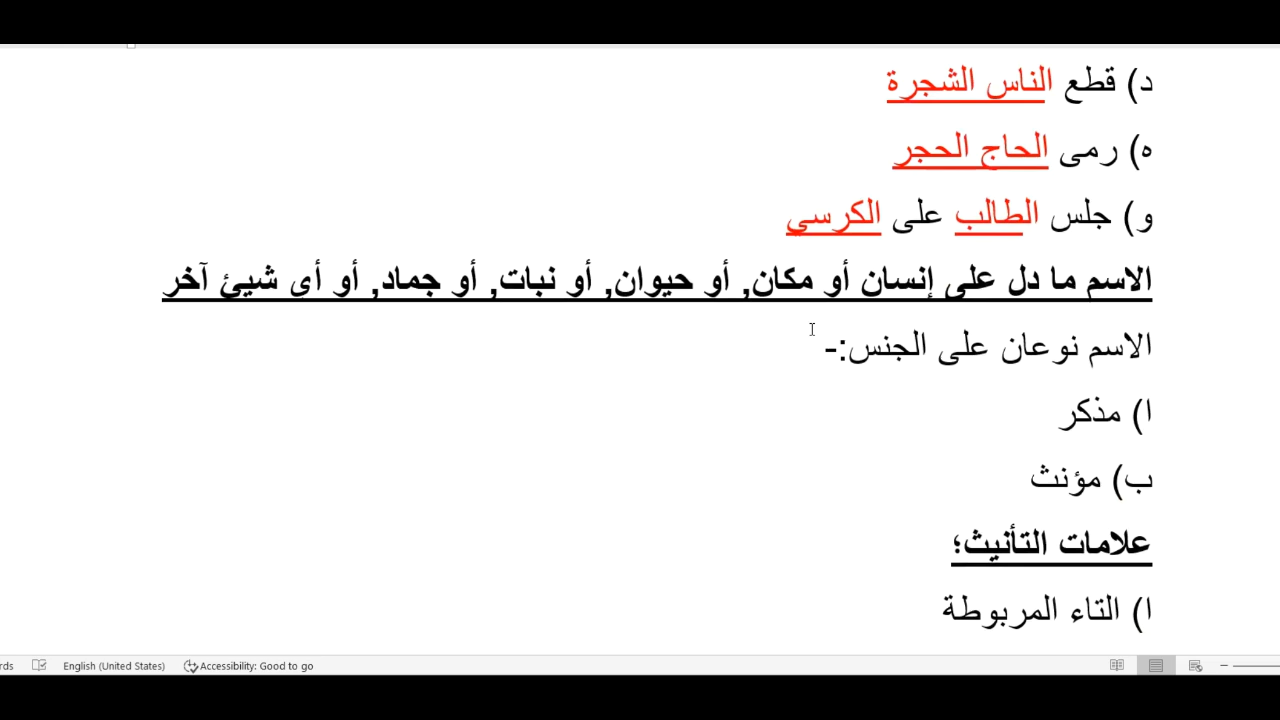 د) قطع الناس الشجرة
ه) رمى الحاج الحجر
و) جلس الطالب على الكرسي
الاسم ما دل على إنسان أو مكان, أو حيوان, أو نبات, أو جماد, أو أى شيئ آخر
الاسم نوعان على الجنس:-
ا) مذكر
ب) مؤنث
علامات التأنيث؛
ا) التاء المربوطة
rds English (United States) Accessibility: Good to go